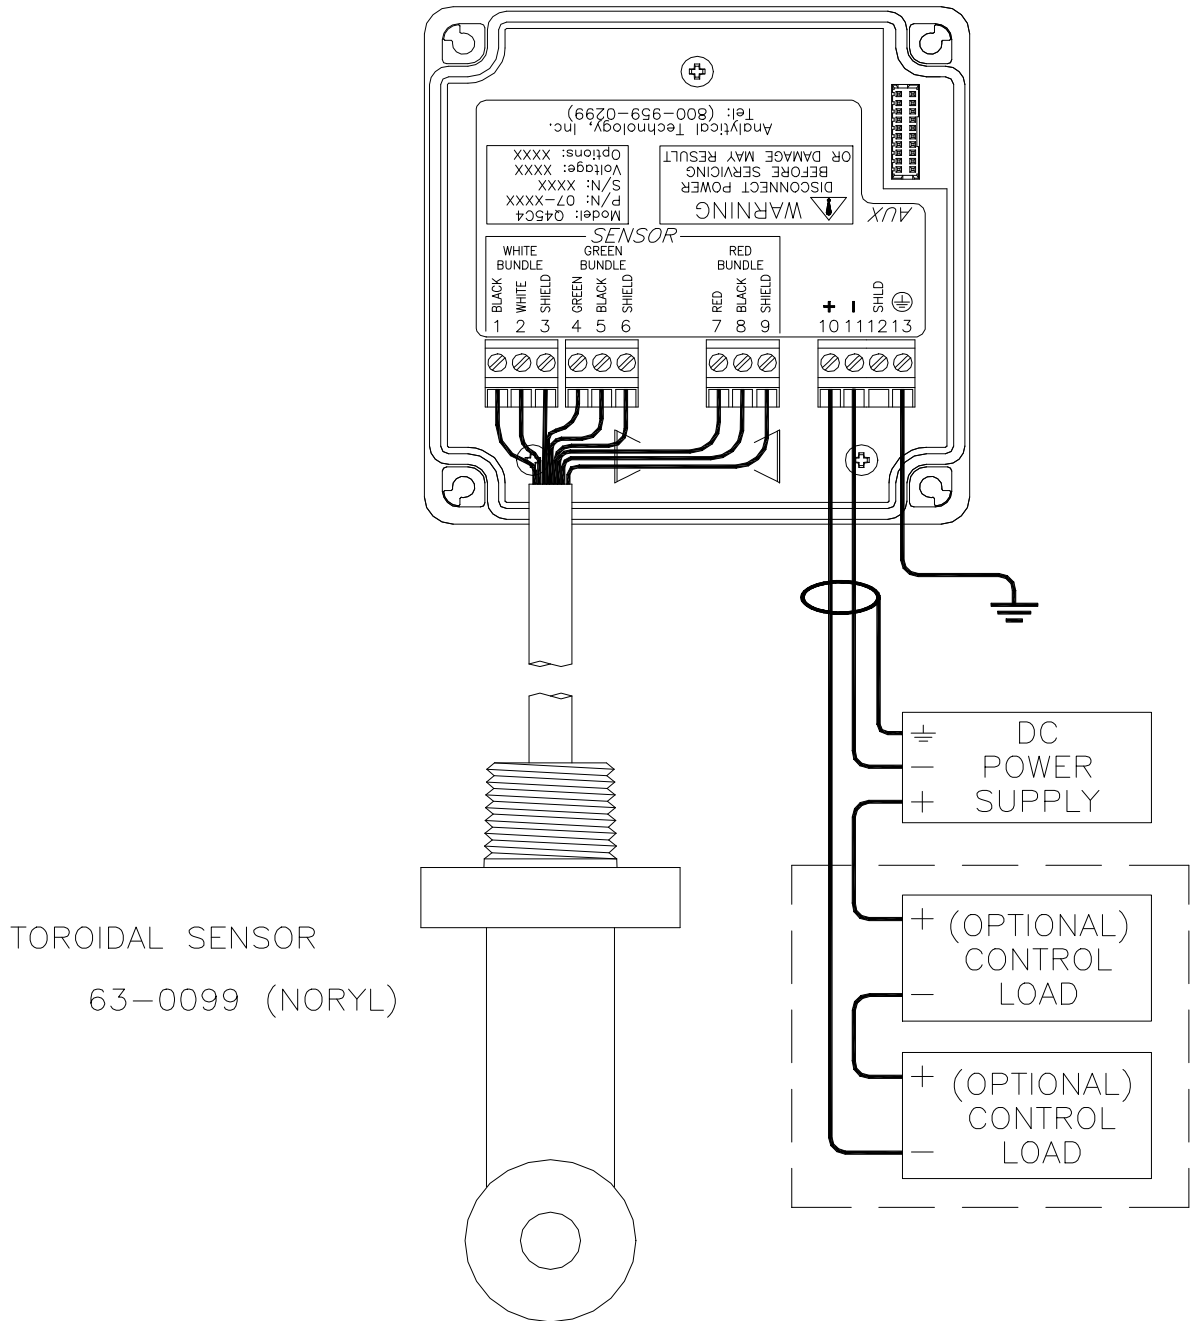 Tel: (800-959-0299)
Analytical Technology, Inc.
Options: XXXX
Voltage: XXXX
S/N: XXXX
P/N: 07-XXXX
Model: Q45C4
OR DAMAGE MAY RESULT
BEFORE SERVICING
DISCONNECT POWER
WARNING
AUX
SENSOR
WHITE
BUNDLE
GREEN
BUNDLE
RED
BUNDLE
BLACK
WHITE
SHIELD
GREEN
BLACK
SHIELD
RED
BLACK
SHIELD
+
-
SHLD
1 2 3 4 5 6 7 8 9 10 11 12 13
- DC
POWER
+ SUPPLY
+ (OPTIONAL)
CONTROL
- LOAD
+ (OPTIONAL)
CONTROL
- LOAD
TOROIDAL SENSOR
63-0099 (NORYL)